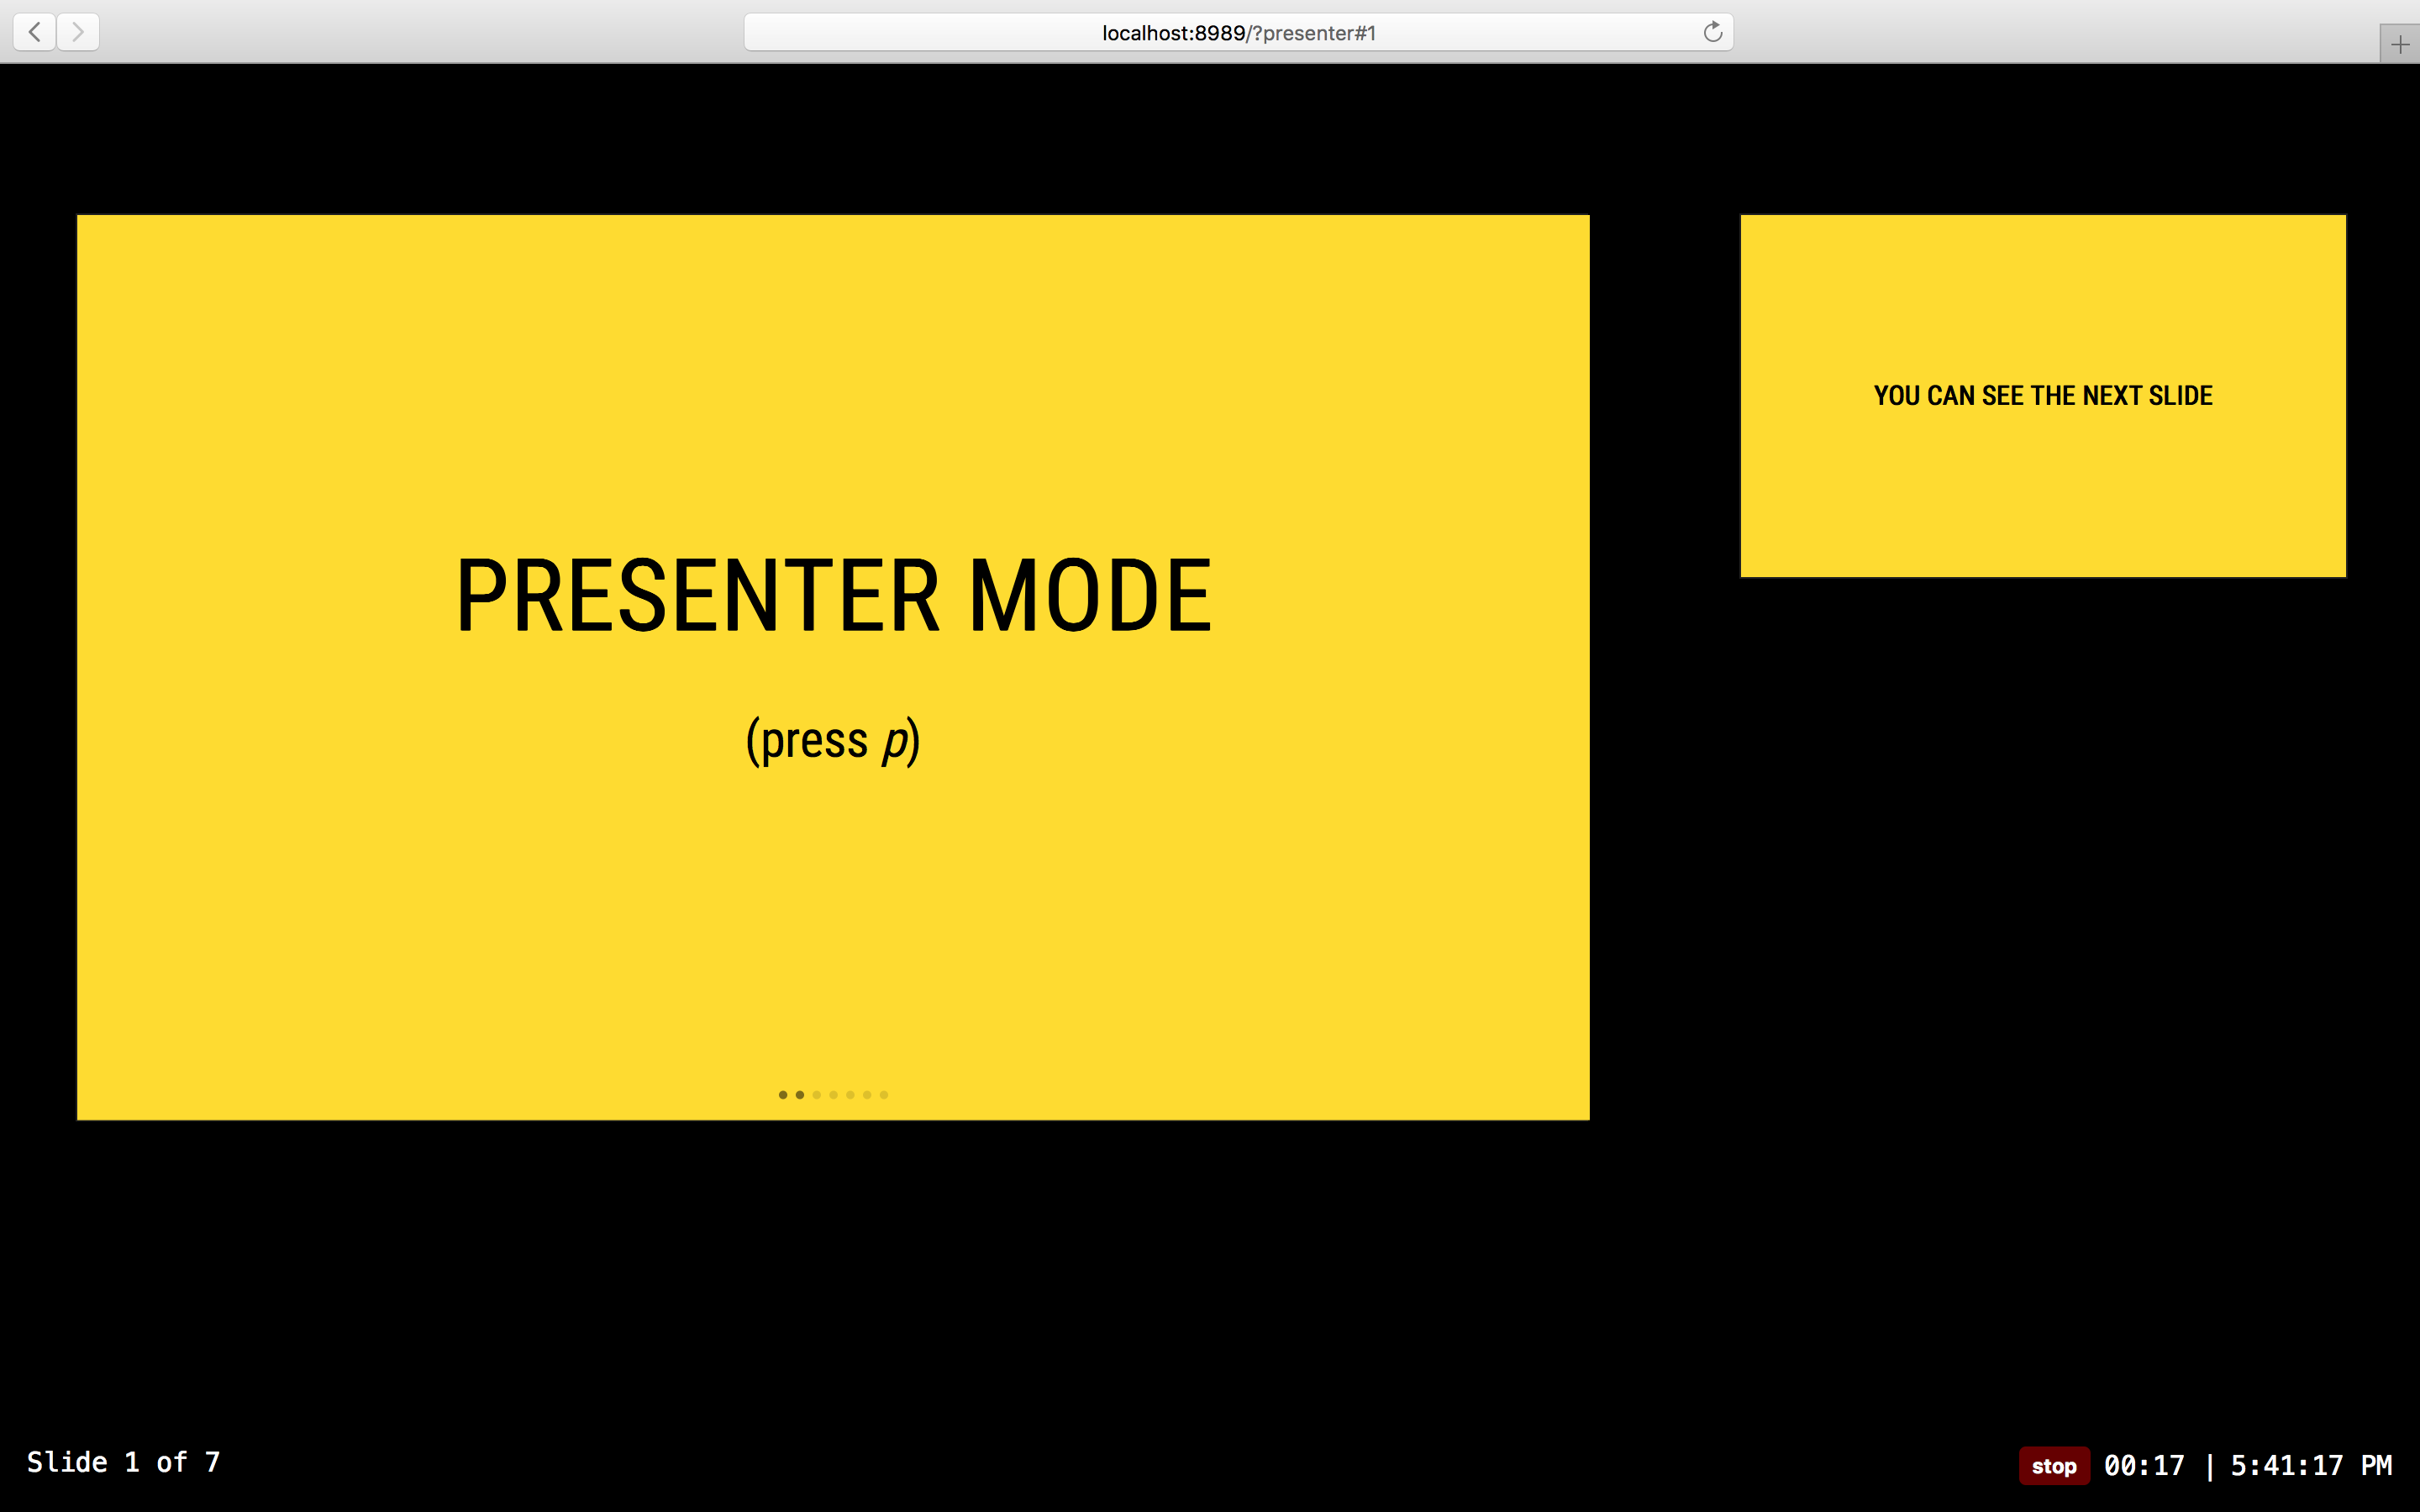 localhost:8989/?presenter#1
PRESENTER MODE
(press p)
YOU CAN SEE THE NEXT SLIDE
Slide 1 of 7
stop 00:17 | 5:41:17 PM